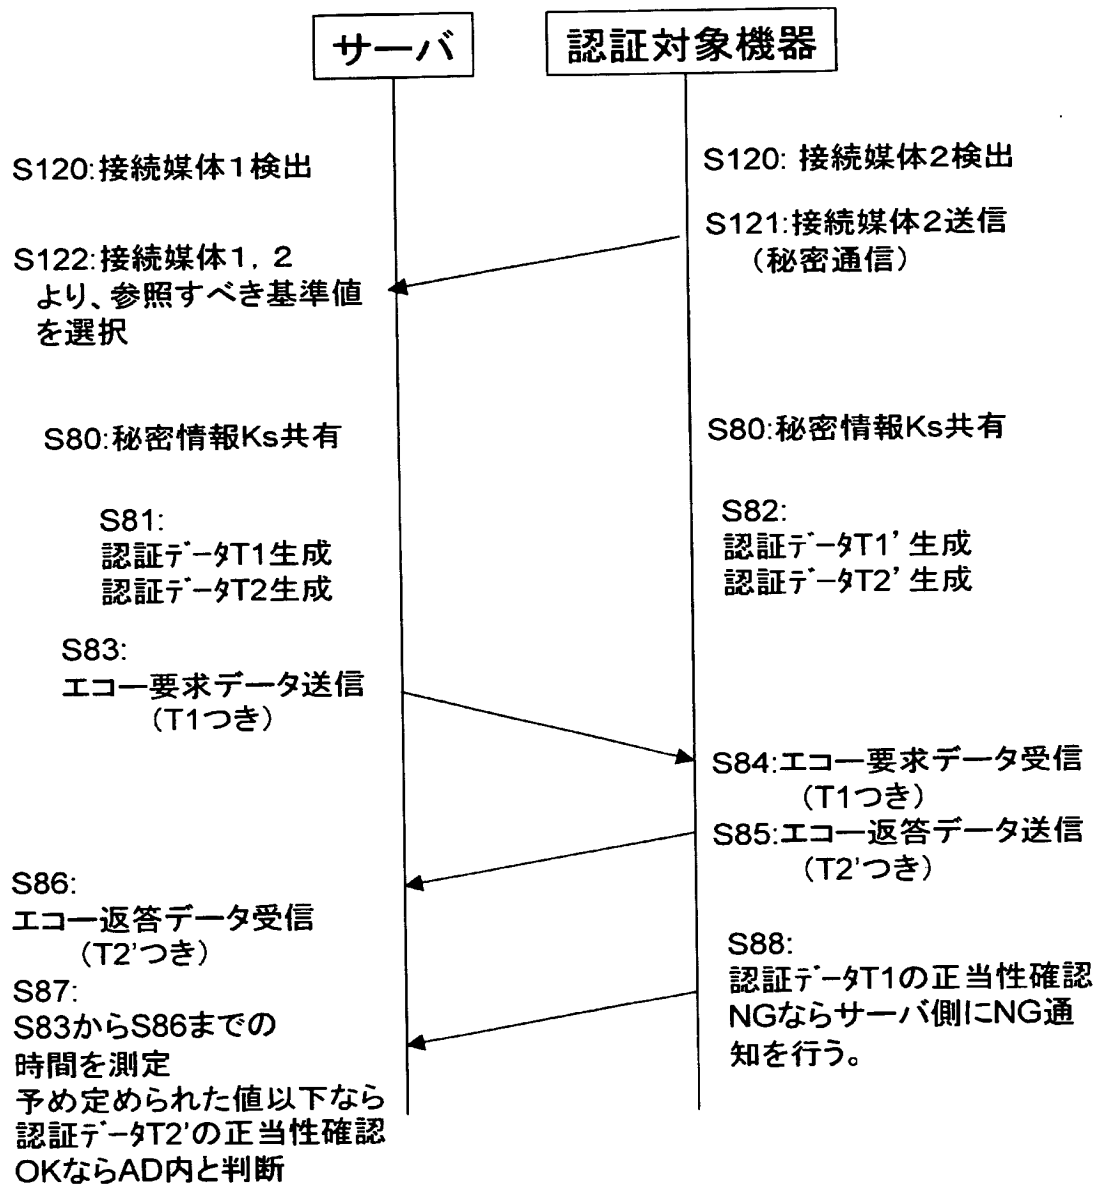 サーバ
認証対象機器
S120:接続媒体1検出
S120: 接続媒体2検出
S121:接続媒体2送信
(秘密通信)
S122:接続媒体1, 2
より、参照すべき基準値
を選択
S80:秘密情報Ks共有
S80:秘密情報Ks共有
S81:
認証データT1生成
認証データT2生成
S82:
認証データT1’生成
認証データT2’生成
S83:
エコー要求データ送信
(T1つき)
S84:エコー要求データ受信
(T1つき)
S85:エコー返答データ送信
(T2'つき)
S86:
エコー返答データ受信
(T2'つき)
S88:
認証データT1の正当性確認
NGならサーバ側にNG通
知を行う。
S87:
S83からS86までの
時間を測定
予め定められた値以下なら
認証データT2'の正当性確認
OKならAD内と判断